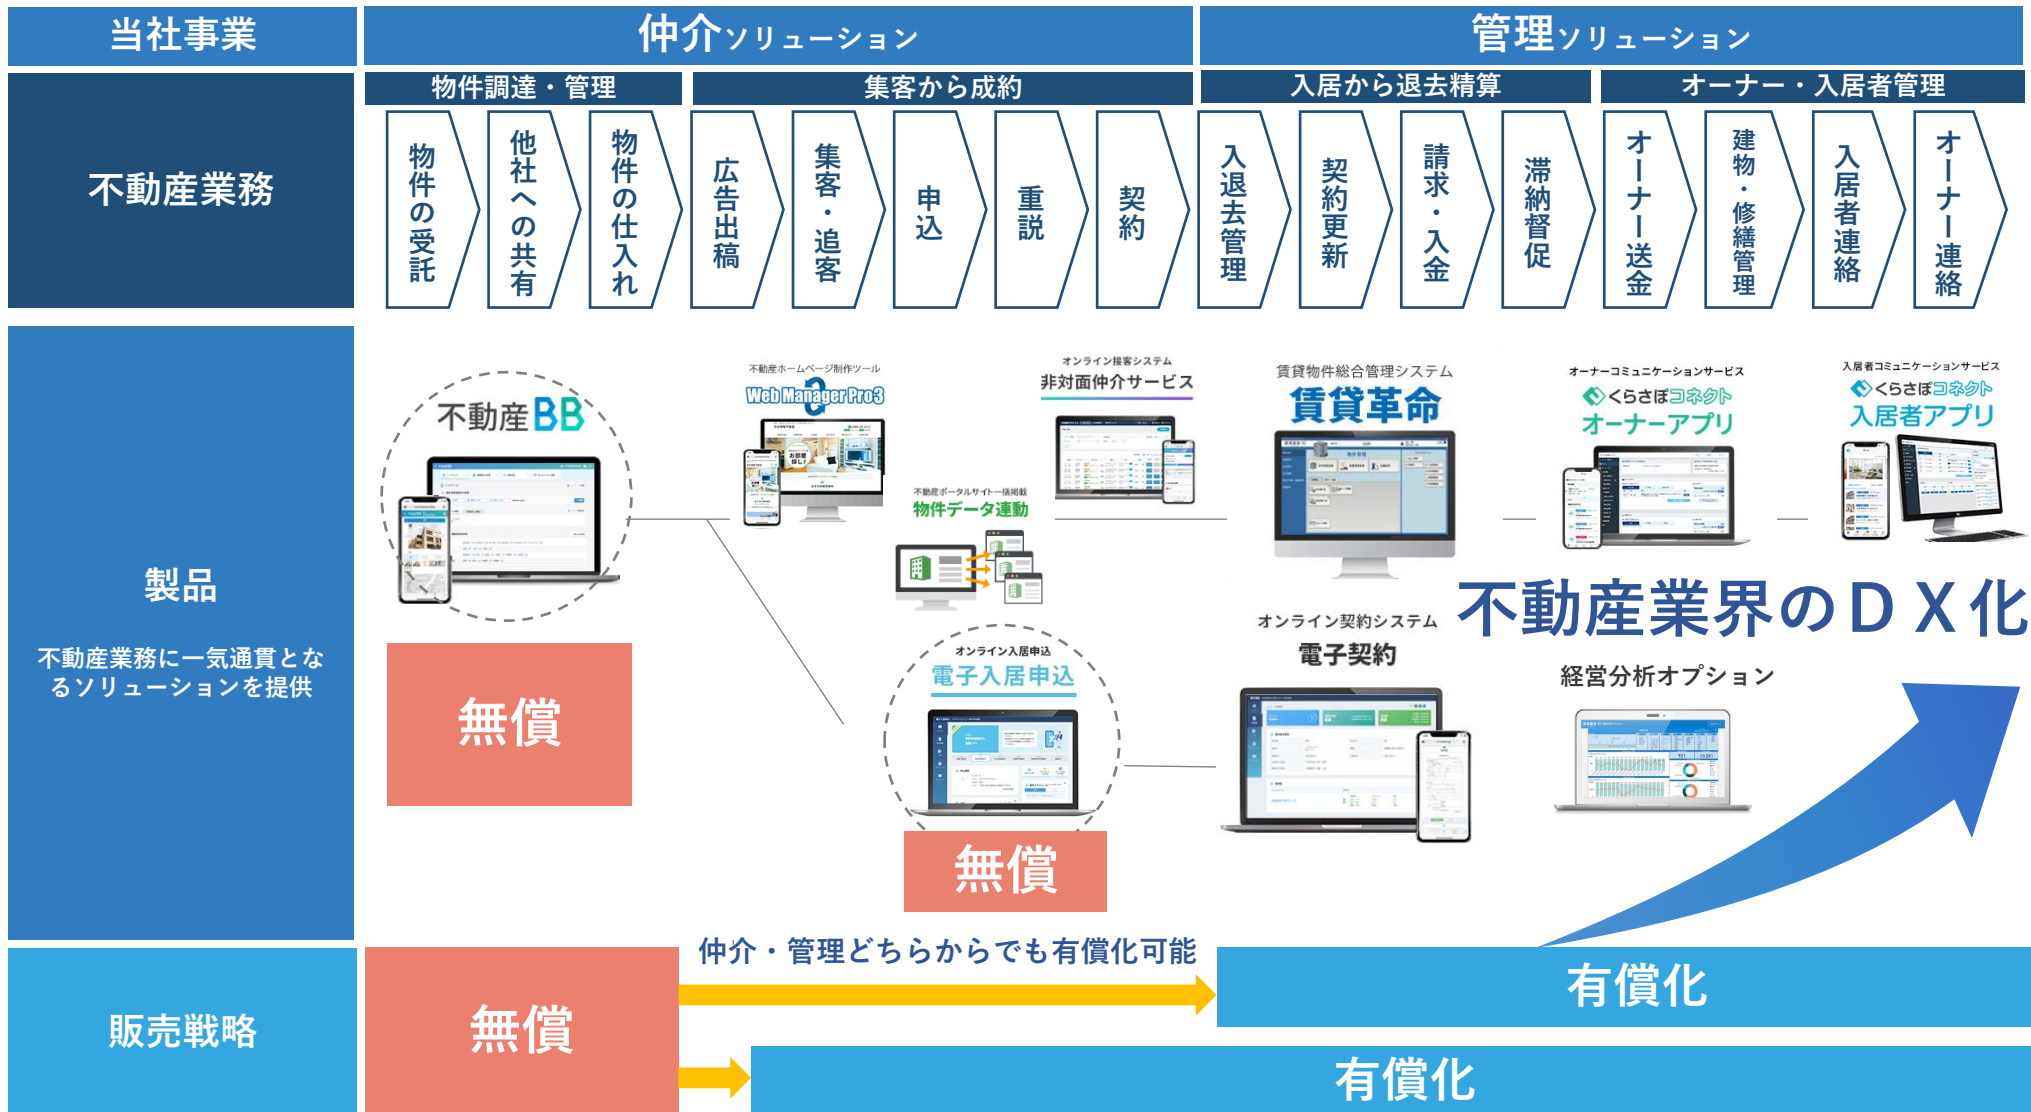 当社事業
仲介ソリューション
管理ソリューション
不動産業務
物件調達・管理
集客から成約
入居から退去精算
オーナー・入居者管理
物件の受託
他社への共有
物件の仕入れ
広告出稿
集客・追客
申込
重説
契約
入退去管理
契約更新
請求・入金
滞納督促
オーナー送金
建物・修繕管理
入居者連絡
オーナー連絡
製品
不動産業務に一気通貫とな
るソリューションを提供
不動産BB
無償
不動産ホームページ制作ツール
Web Manager Pro3
お部屋
探し!
不動産ポータルサイト一括掲載
物件データ連動
オンライン接客システム
非対面仲介サービス
オンライン入居申込
電子入居申込
無償
賃貸物件総合管理システム
賃貸革命
オンライン契約システム
電子契約
オーナーコミュニケーションサービス
くらさぽコネクト
オーナーアプリ
入居者コミュニケーションサービス
くらさぽコネクト
入居者アプリ
不動産業界のDX化
経営分析オプション
販売戦略
無償
仲介・管理どちらからでも有償化可能
有償化
有償化